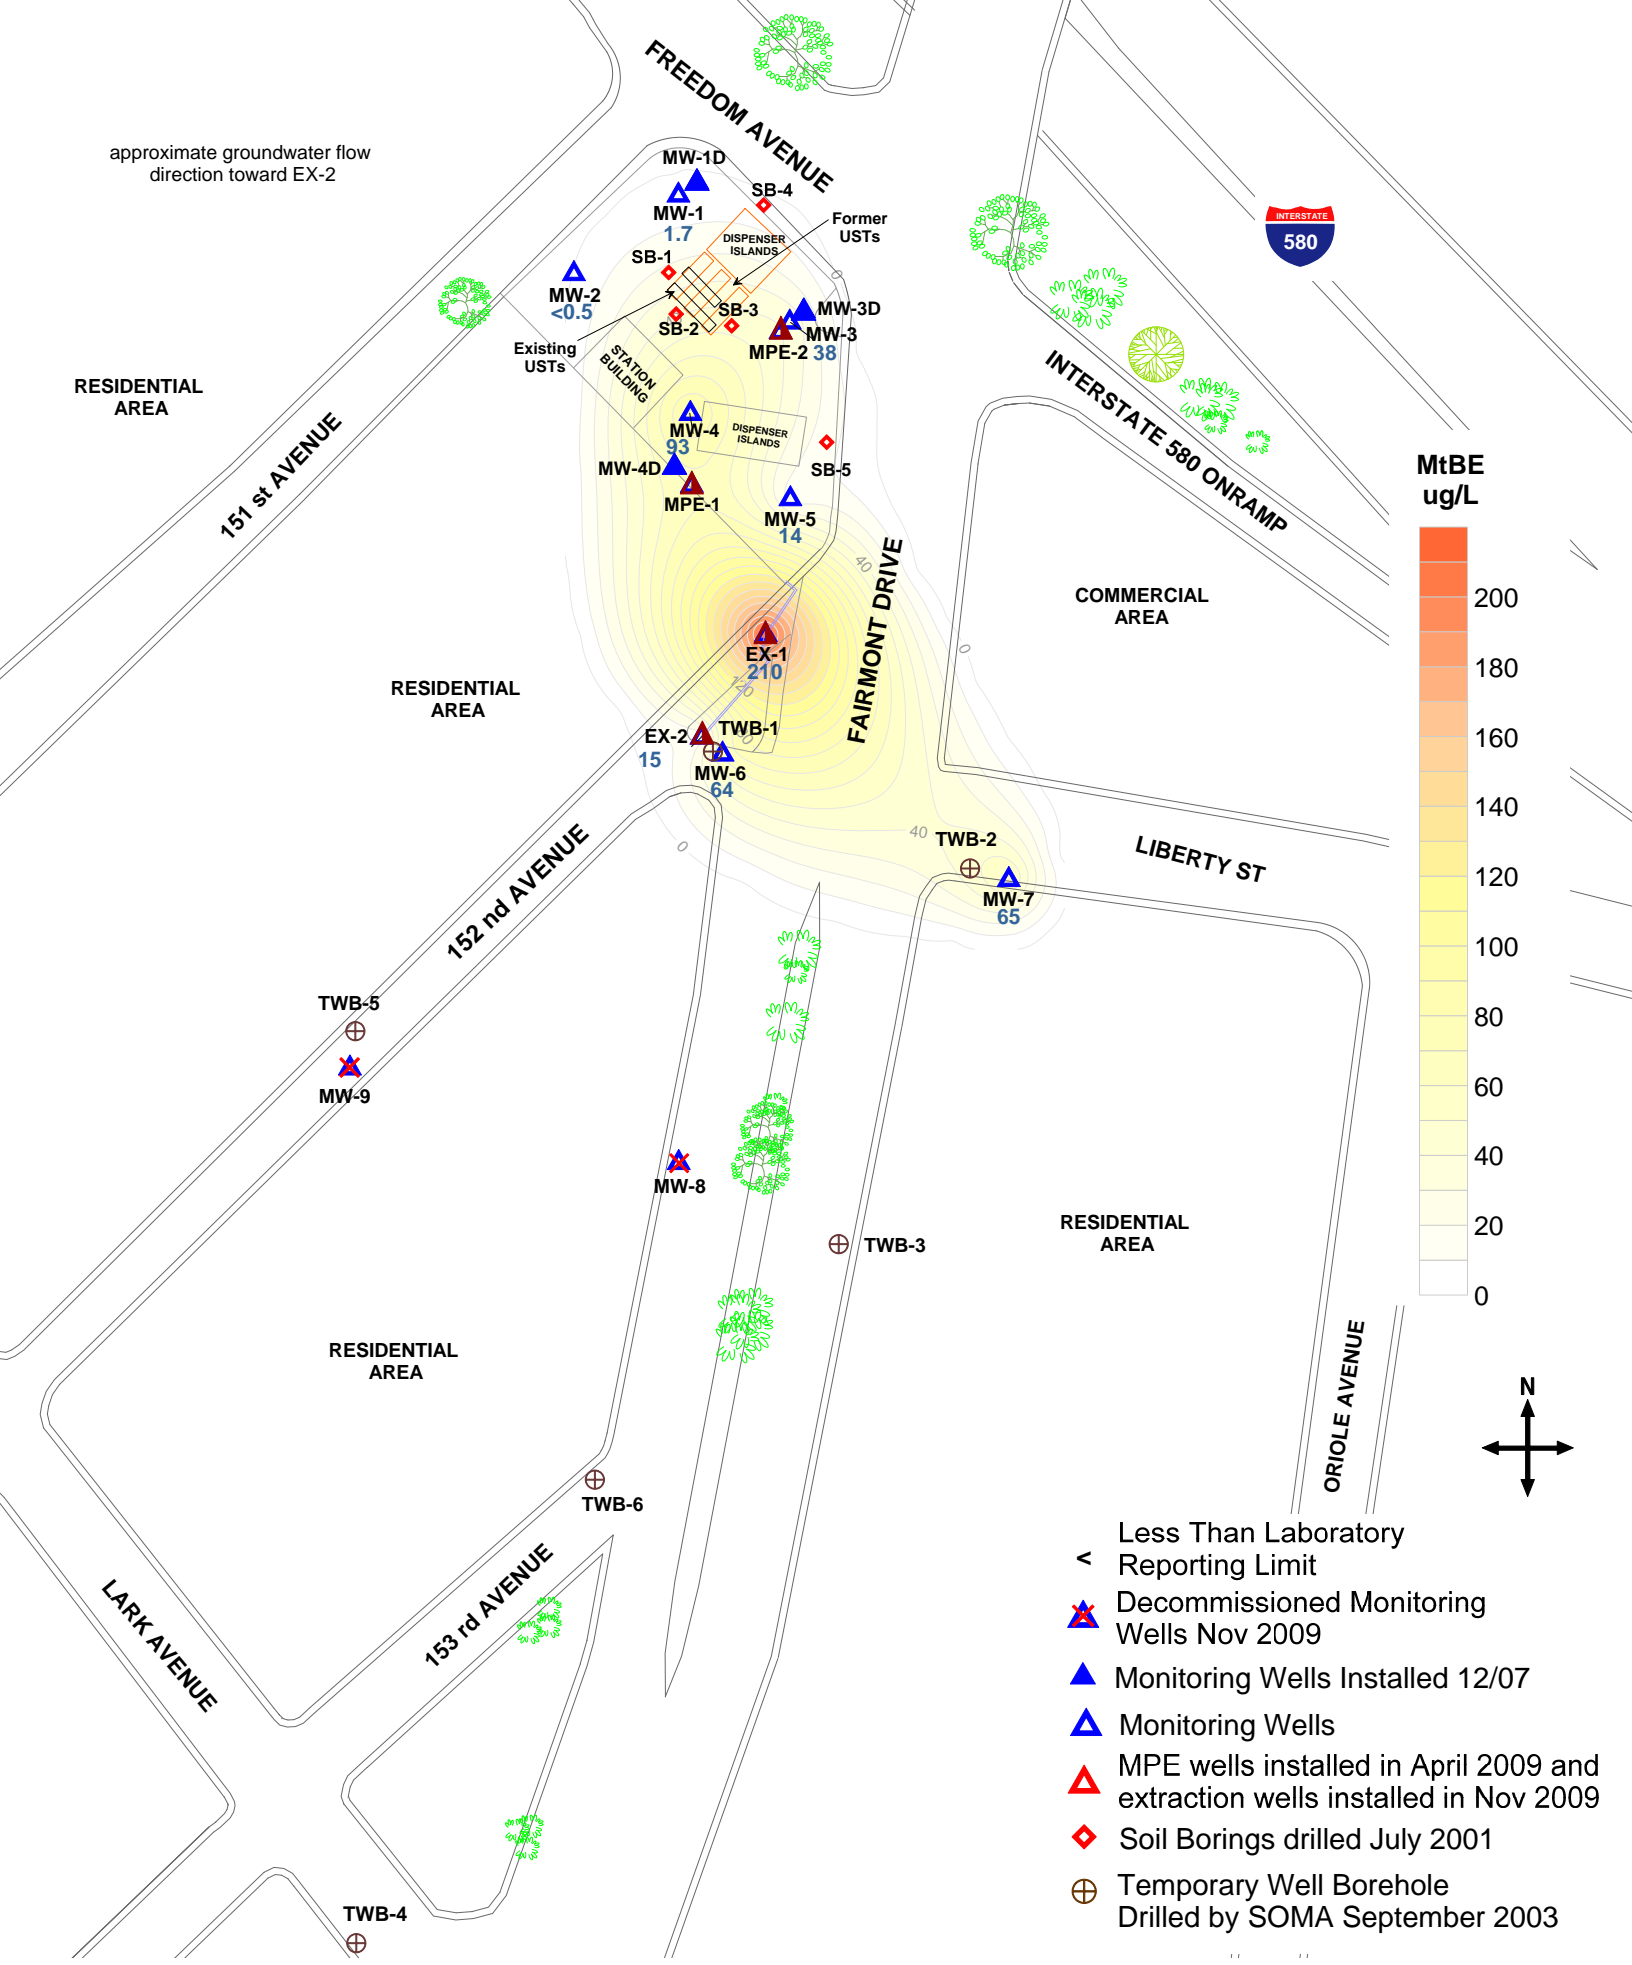 FREEDOM AVENUE
approximate groundwater flow
direction toward EX-2
MW-1D
MW-1
1.7
SB-4
Former
USTs
DISPENSER
ISLANDS
INTERSTATE
580
SB-1
0
MW-2
<0.5
SB-3
SB-2
MW-3D
MW-3
38
MPE-2
Existing
USTs
STATION
BUILDING
RESIDENTIAL
AREA
INTERSTATE 580 ONRAMP
151 st AVENUE
MW-4
93
DISPENSER
ISLANDS
MW-4D
MPE-1
SB-5
MW-5
14
MtBE
ug/L
200
180
160
140
120
100
80
60
40
20
0
40
FAIRMONT DRIVE
COMMERCIAL
AREA
0
EX-1
210
120
RESIDENTIAL
AREA
EX-2
15
TWB-1
MW-6
64
0
40
TWB-2
MW-7
65
LIBERTY ST
152 nd AVENUE
TWB-5
MW-9
MW-8
TWB-3
RESIDENTIAL
AREA
RESIDENTIAL
AREA
ORIOLE AVENUE
N
TWB-6
153 rd AVENUE
LARK AVENUE
TWB-4
< Less Than Laboratory
Reporting Limit
Decommissioned Monitoring
Wells Nov 2009
Monitoring Wells Installed 12/07
Monitoring Wells
MPE wells installed in April 2009 and
extraction wells installed in Nov 2009
Soil Borings drilled July 2001
Temporary Well Borehole
Drilled by SOMA September 2003